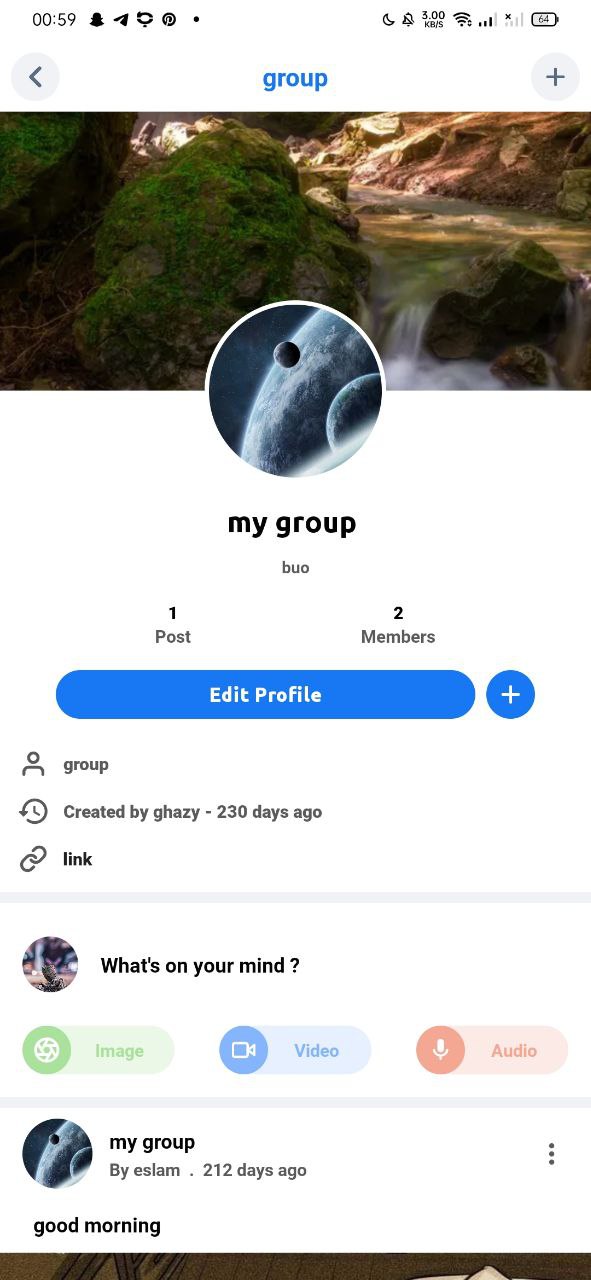 00:59
3.00
KB/S
64
group
my group
buo
1
Post
2
Members
Edit Profile
group
Created by ghazy - 230 days ago
link
What's on your mind ?
Image
Video
Audio
my group
By eslam . 212 days ago
good morning